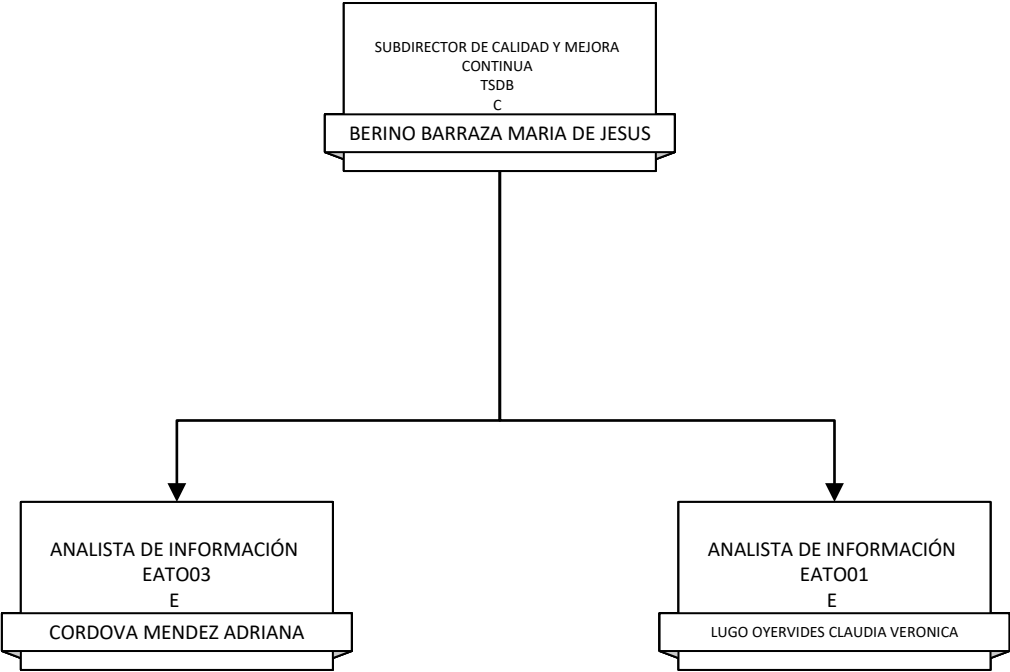 SUBDIRECTOR DE CALIDAD Y MEJORA
CONTINUA
TSDB
C
BERINO BARRAZA MARIA DE JESUS
ANALISTA DE INFORMACIÓN
EATO03
E
CORDOVA MENDEZ ADRIANA
ANALISTA DE INFORMACIÓN
EATO01
E
LUGO OYERVIDES CLAUDIA VERONICA